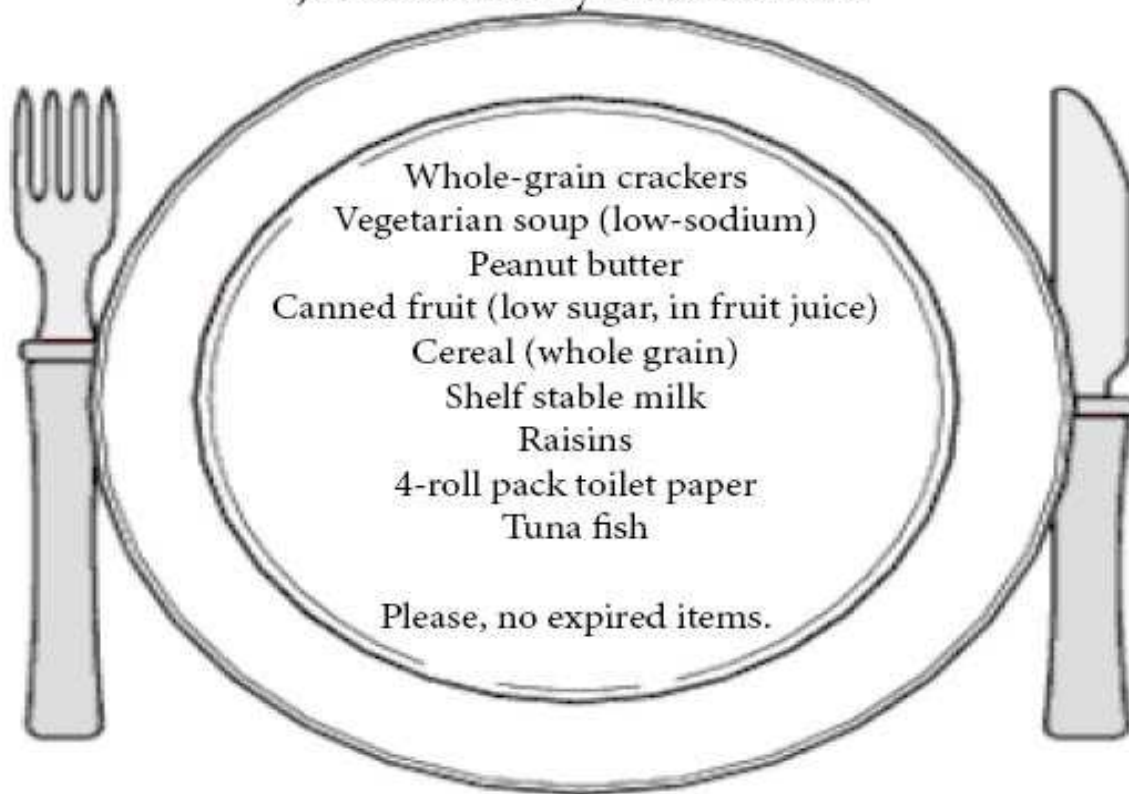 Whole-grain crackers
Vegetarian soup (low-sodium)
Peanut butter
Canned fruit (low sugar, in fruit juice)
Cereal (whole grain)
Shelf stable milk
Raisins
4-roll pack toilet paper
Tuna fish
Please, no expired items.